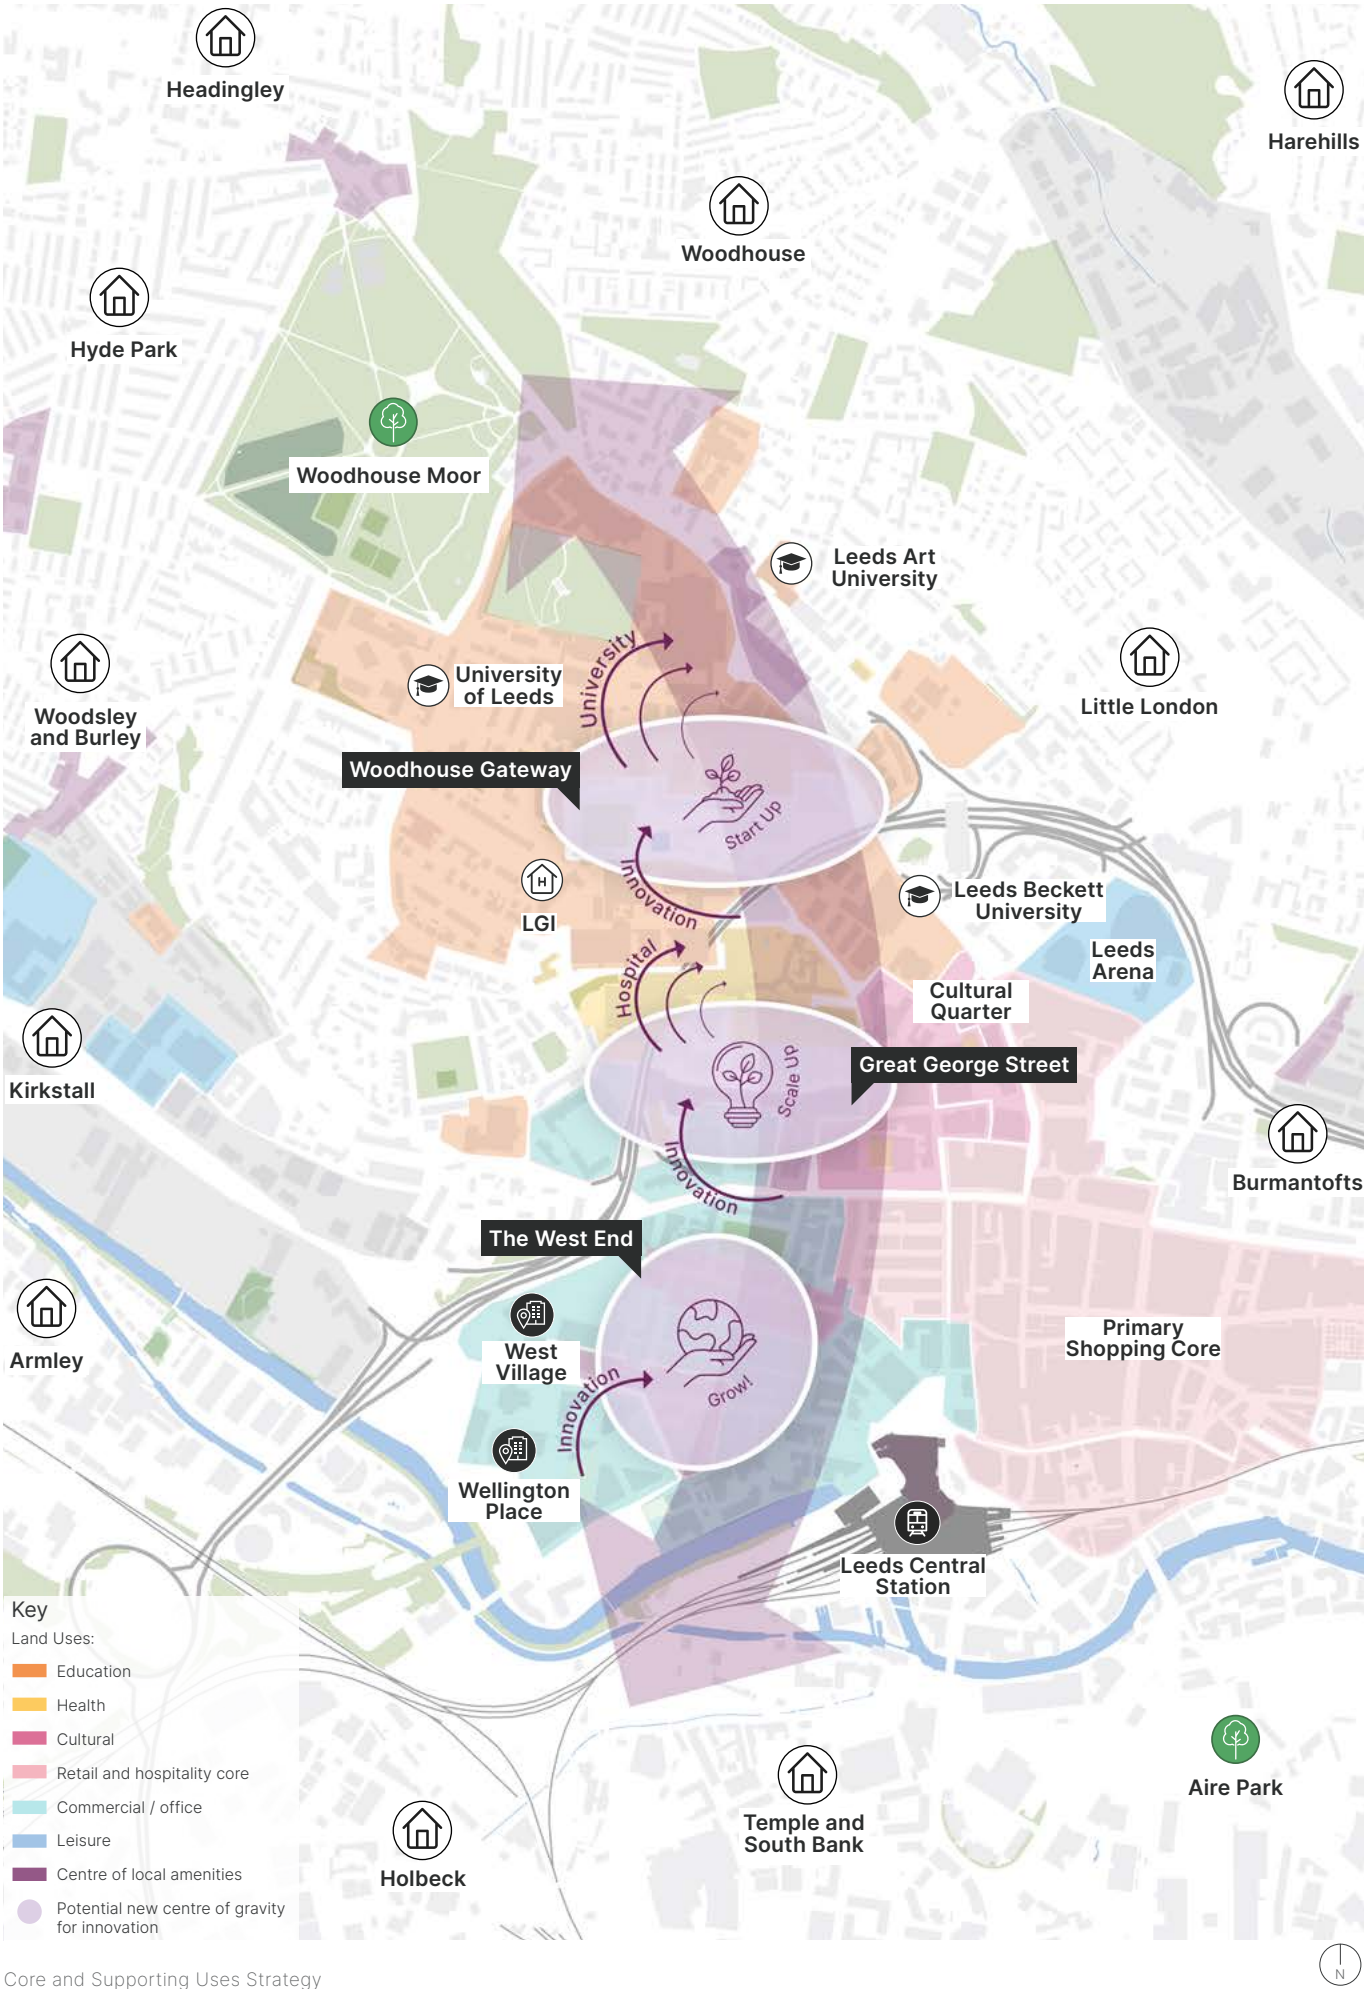 Headingley
Harehills
Woodhouse
Hyde Park
Woodhouse Moor
Leeds Art
University
University
University
of Leeds
Woodsley
and Burley
Little London
Woodhouse Gateway
Start Up
Innovation
LGI
Leeds Beckett
University
Leeds
Arena
Hospital
Cultural
Quarter
Kirkstall
Great George Street
Scale Up
Innovation
Burmantofts
The West End
Armley
West
Village
Primary
Shopping Core
Innovation
Grow!
Wellington
Place
Leeds Central
Station
Key
Land Uses:
Education
Health
Cultural
Retail and hospitality core
Commercial / office
Leisure
Centre of local amenities
Potential new centre of gravity
for innovation
Aire Park
Temple and
South Bank
Holbeck
H
N
Core and Supporting Uses Strategy